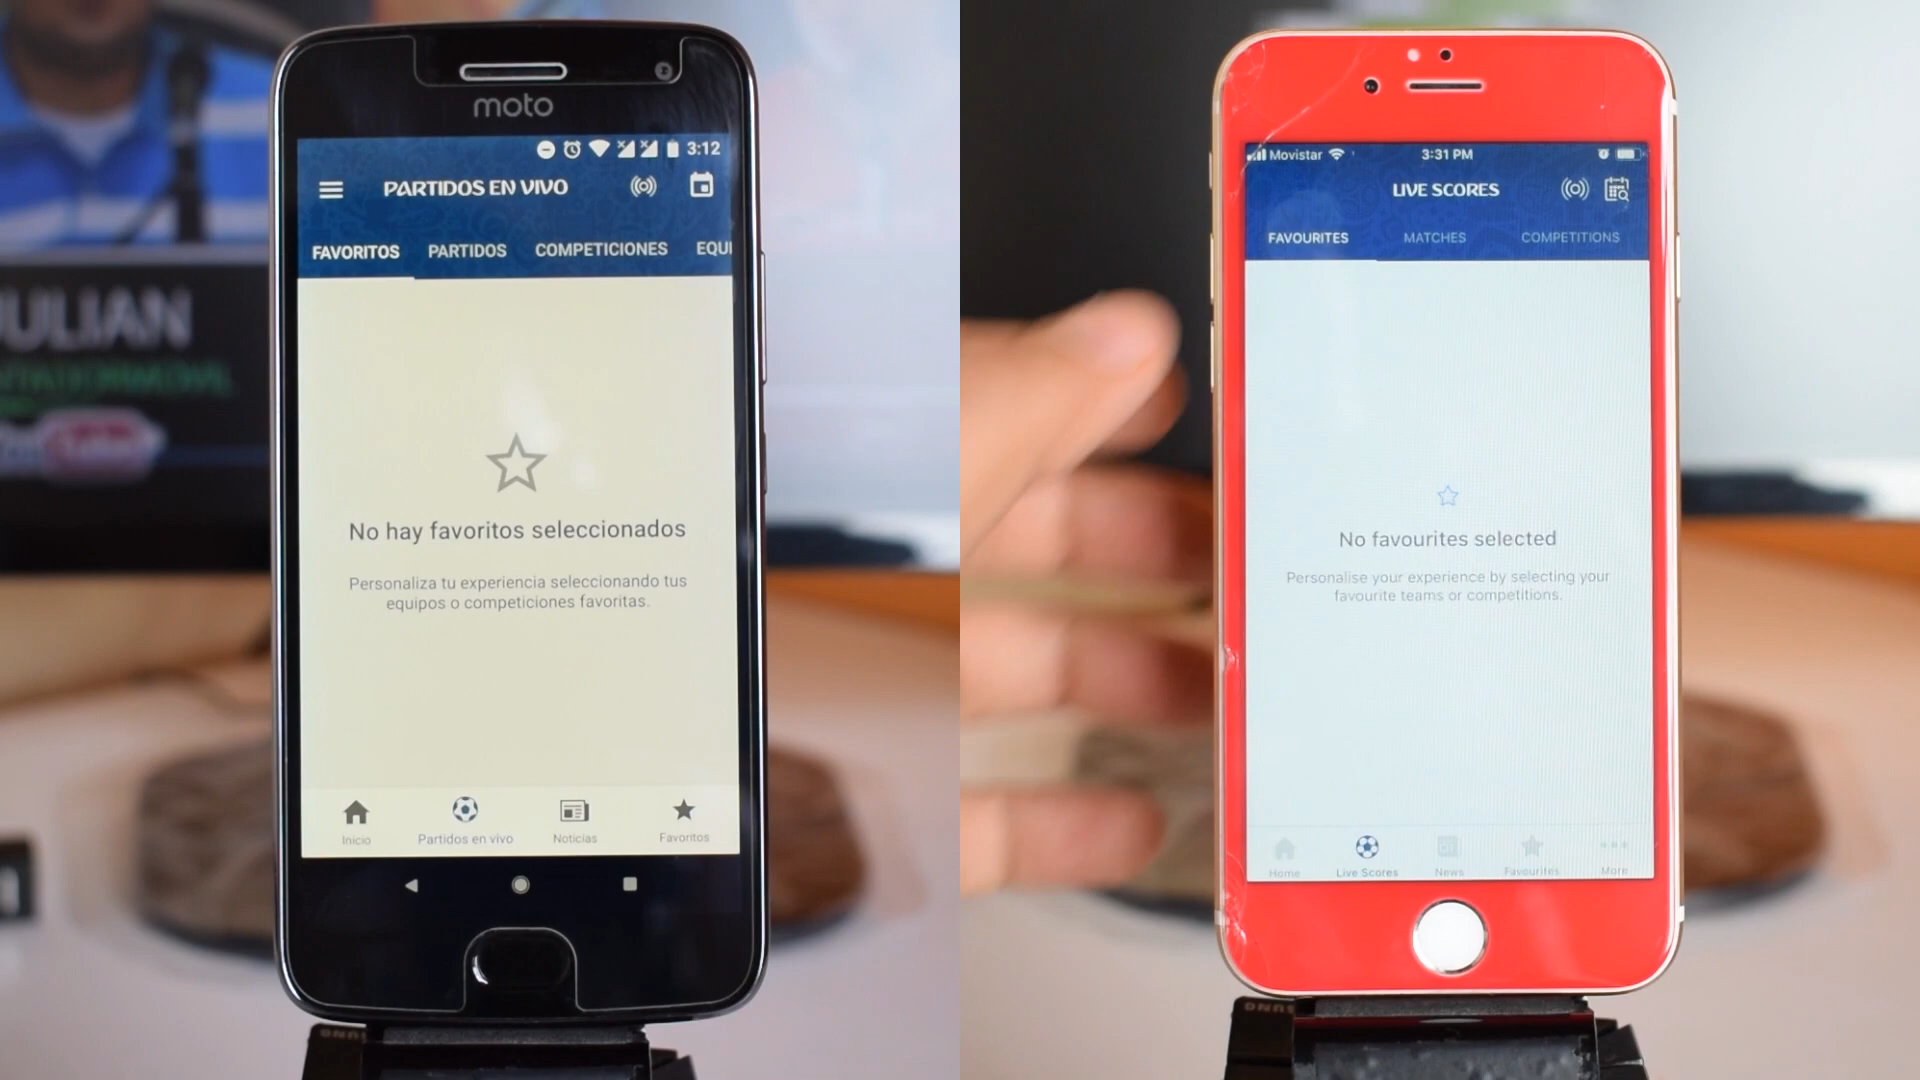 JULIAN
moto
3:12
PARTIDOS EN VIVO
FAVORITOS PARTIDOS COMPETICIONES EQUI
No hay favoritos seleccionados
Personaliza tu experiencia seleccionando tus
equipos o competiciones favoritas.
Inicio Partidos en vivo Noticias Favoritos
Movistar 3:31 PM
LIVE SCORES
FAVOURITES MATCHES COMPETITIONS
No favourites selected
Personalise your experience by selecting your
favourite teams or competitions.
Home Live Scores News Favourites More